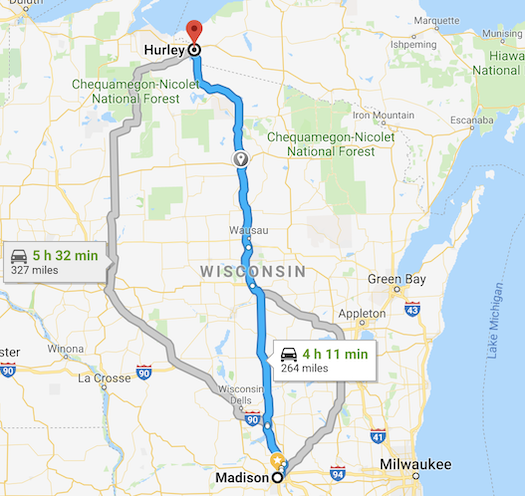 Duluth
Marquette
Munising
Hurley
Ishpeming
Hiawa
National
Chequamegon-Nicolet
National Forest
Iron Mountain
Escanaba
Chequamegon-Nicolet
National Forest
Wausau
5 h 32 min
327 miles
WISCONSIN
Green Bay
Lake Michigan
43
Appleton
Winona
ster
4 h 11 min
264 miles
90
90
La Crosse
Wisconsin
Dells
90
41
Madison
94
Milwaukee